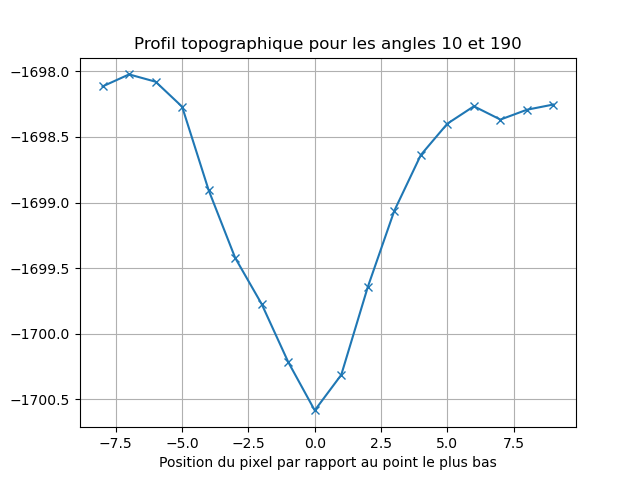 Profil topographique pour les angles 10 et 190
−1698.0
−1698.5
−1699.0
−1699.5
−1700.0
−1700.5
−7.5 −5.0 −2.5 0.0 2.5 5.0 7.5
Position du pixel par rapport au point le plus bas